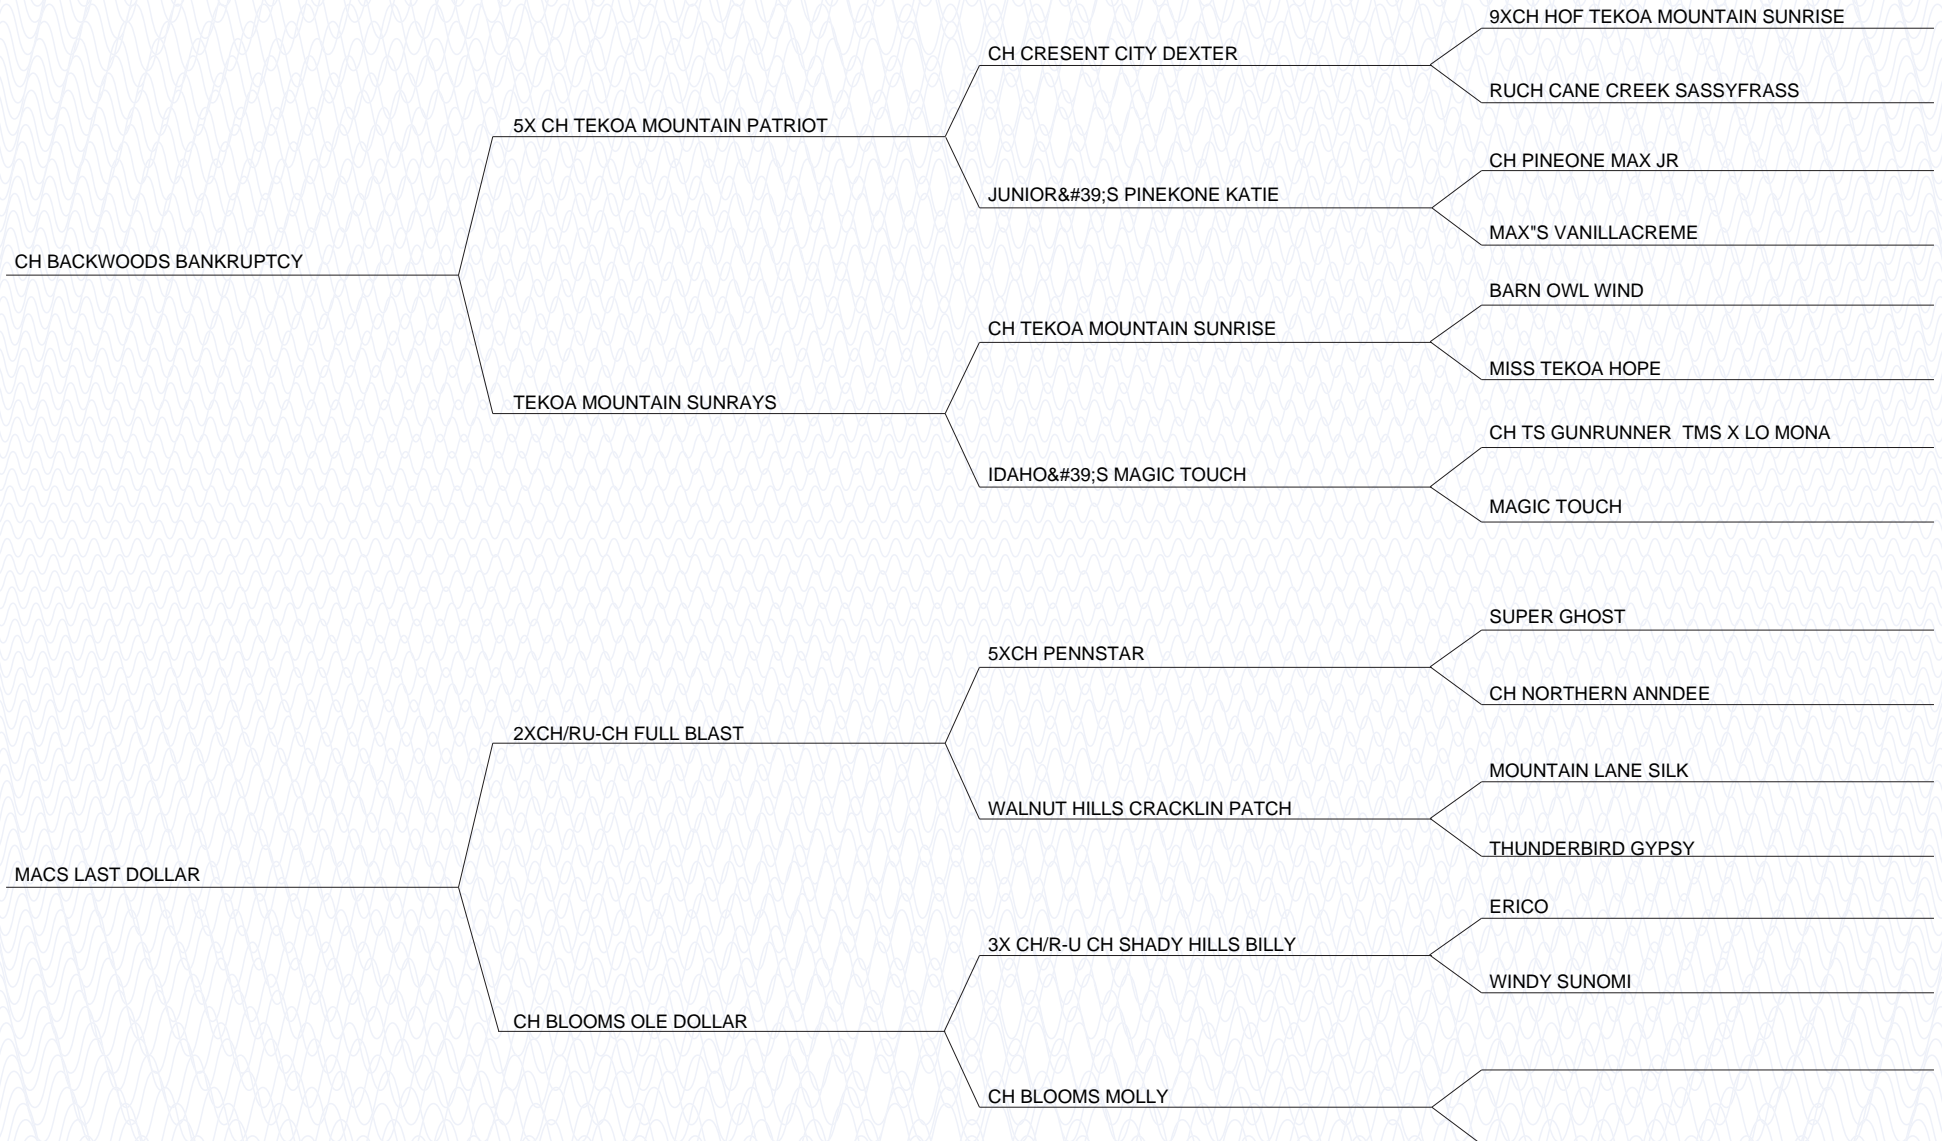 9XCH HOF TEKOA MOUNTAIN SUNRISE
CH CRESENT CITY DEXTER
RUCH CANE CREEK SASSYFRASS
5X CH TEKOA MOUNTAIN PATRIOT
CH PINEONE MAX JR
JUNIOR&#39;S PINEKONE KATIE
MAX"S VANILLACREME
CH BACKWOODS BANKRUPTCY
BARN OWL WIND
CH TEKOA MOUNTAIN SUNRISE
MISS TEKOA HOPE
TEKOA MOUNTAIN SUNRAYS
CH TS GUNRUNNER  TMS X LO MONA
IDAHO&#39;S MAGIC TOUCH
MAGIC TOUCH
SUPER GHOST
5XCH PENNSTAR
CH NORTHERN ANNDEE
2XCH/RU-CH FULL BLAST
MOUNTAIN LANE SILK
WALNUT HILLS CRACKLIN PATCH
THUNDERBIRD GYPSY
MACS LAST DOLLAR
ERICO
3X CH/R-U CH SHADY HILLS BILLY
WINDY SUNOMI
CH BLOOMS OLE DOLLAR
CH BLOOMS MOLLY